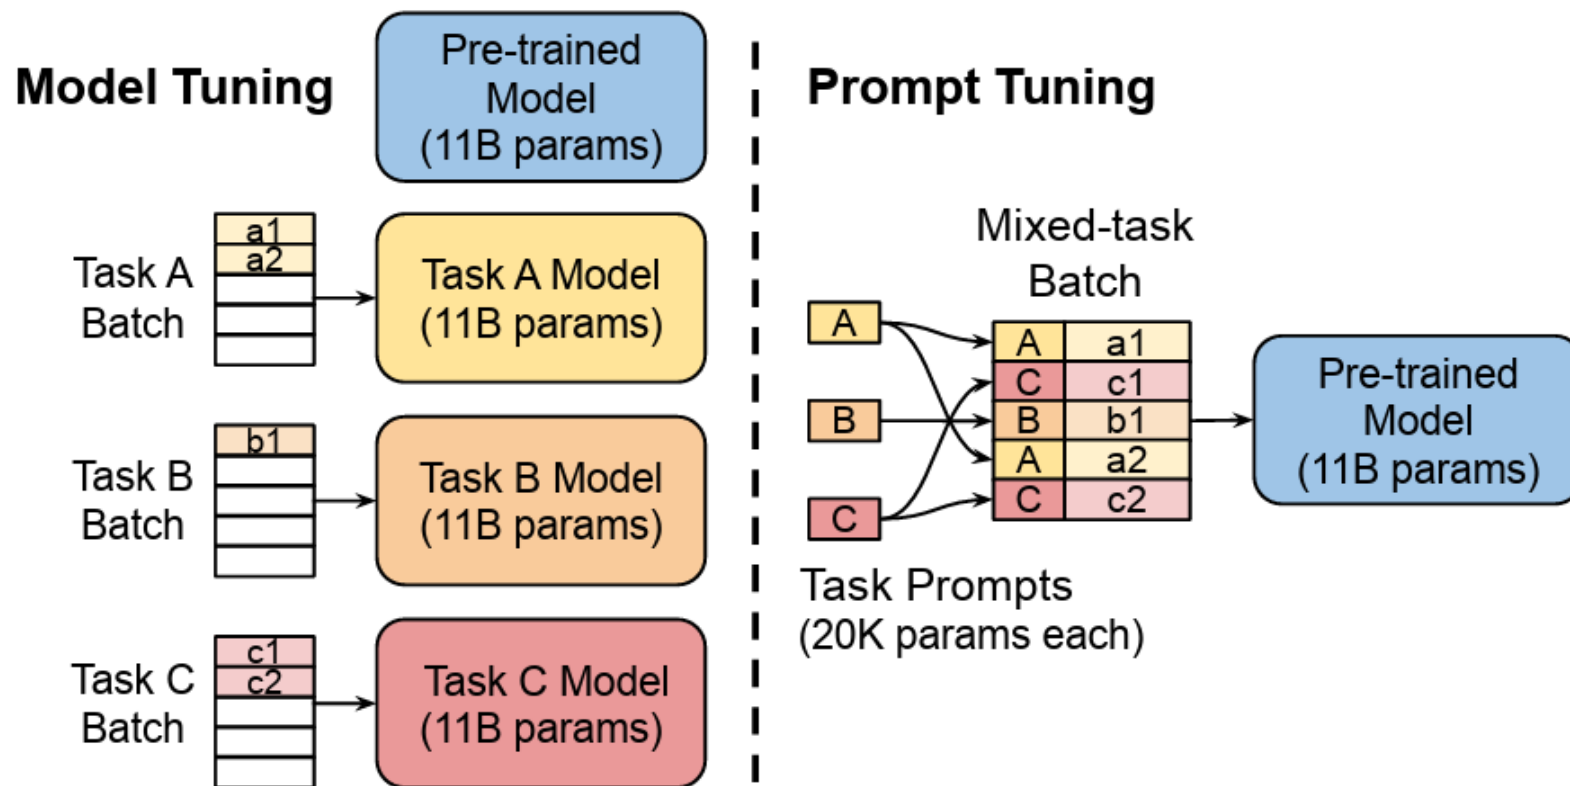 Model Tuning
Pre-trained
Model
(11B params)
Task A
Batch
a1
a2
Task A Model
(11B params)
Task B
Batch
b1
Task B Model
(11B params)
Task C
Batch
c1
c2
Task C Model
(11B params)
Prompt Tuning
Mixed-task
Batch
A
B
C
A a1
C c1
B b1
A a2
C c2
Task Prompts
(20K params each)
Pre-trained
Model
(11B params)